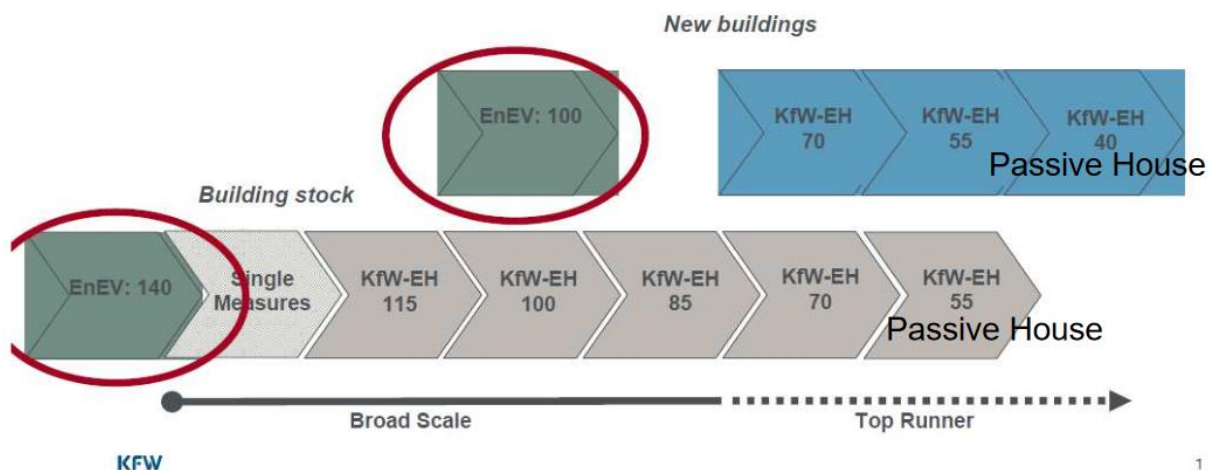 New buildings
EnEV: 100
KfW-EH
70
KfW-EH
55
KfW-EH
40
Passive House
Building stock
EnEV: 140
Single
Measures
KfW-EH
115
KfW-EH
100
KfW-EH
85
KfW-EH
70
KfW-EH
55
Passive House
Broad Scale
Top Runner
KFW
1